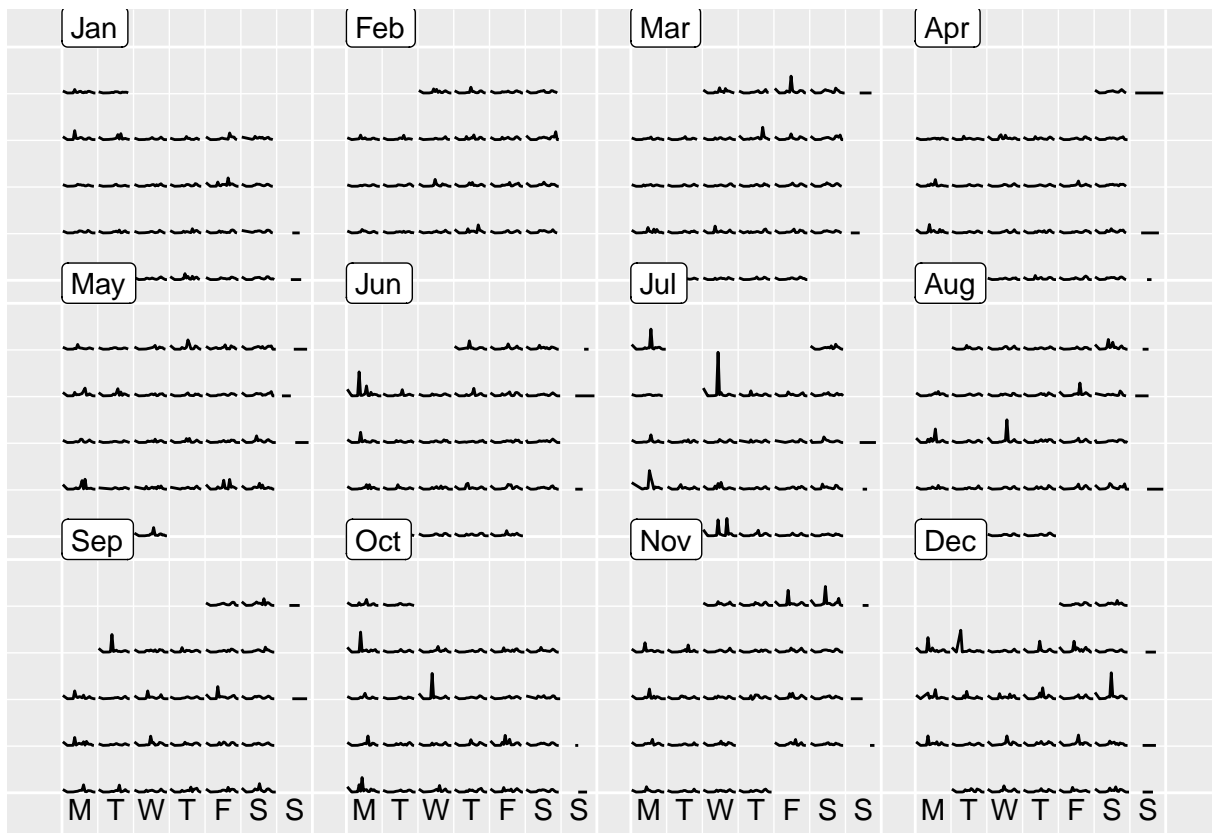 Jan Feb Mar Apr
May Jun Jul Aug
Sep Oct Nov Dec
M T W T F S S M T W T F S S M T W T F S S M T W T F S S